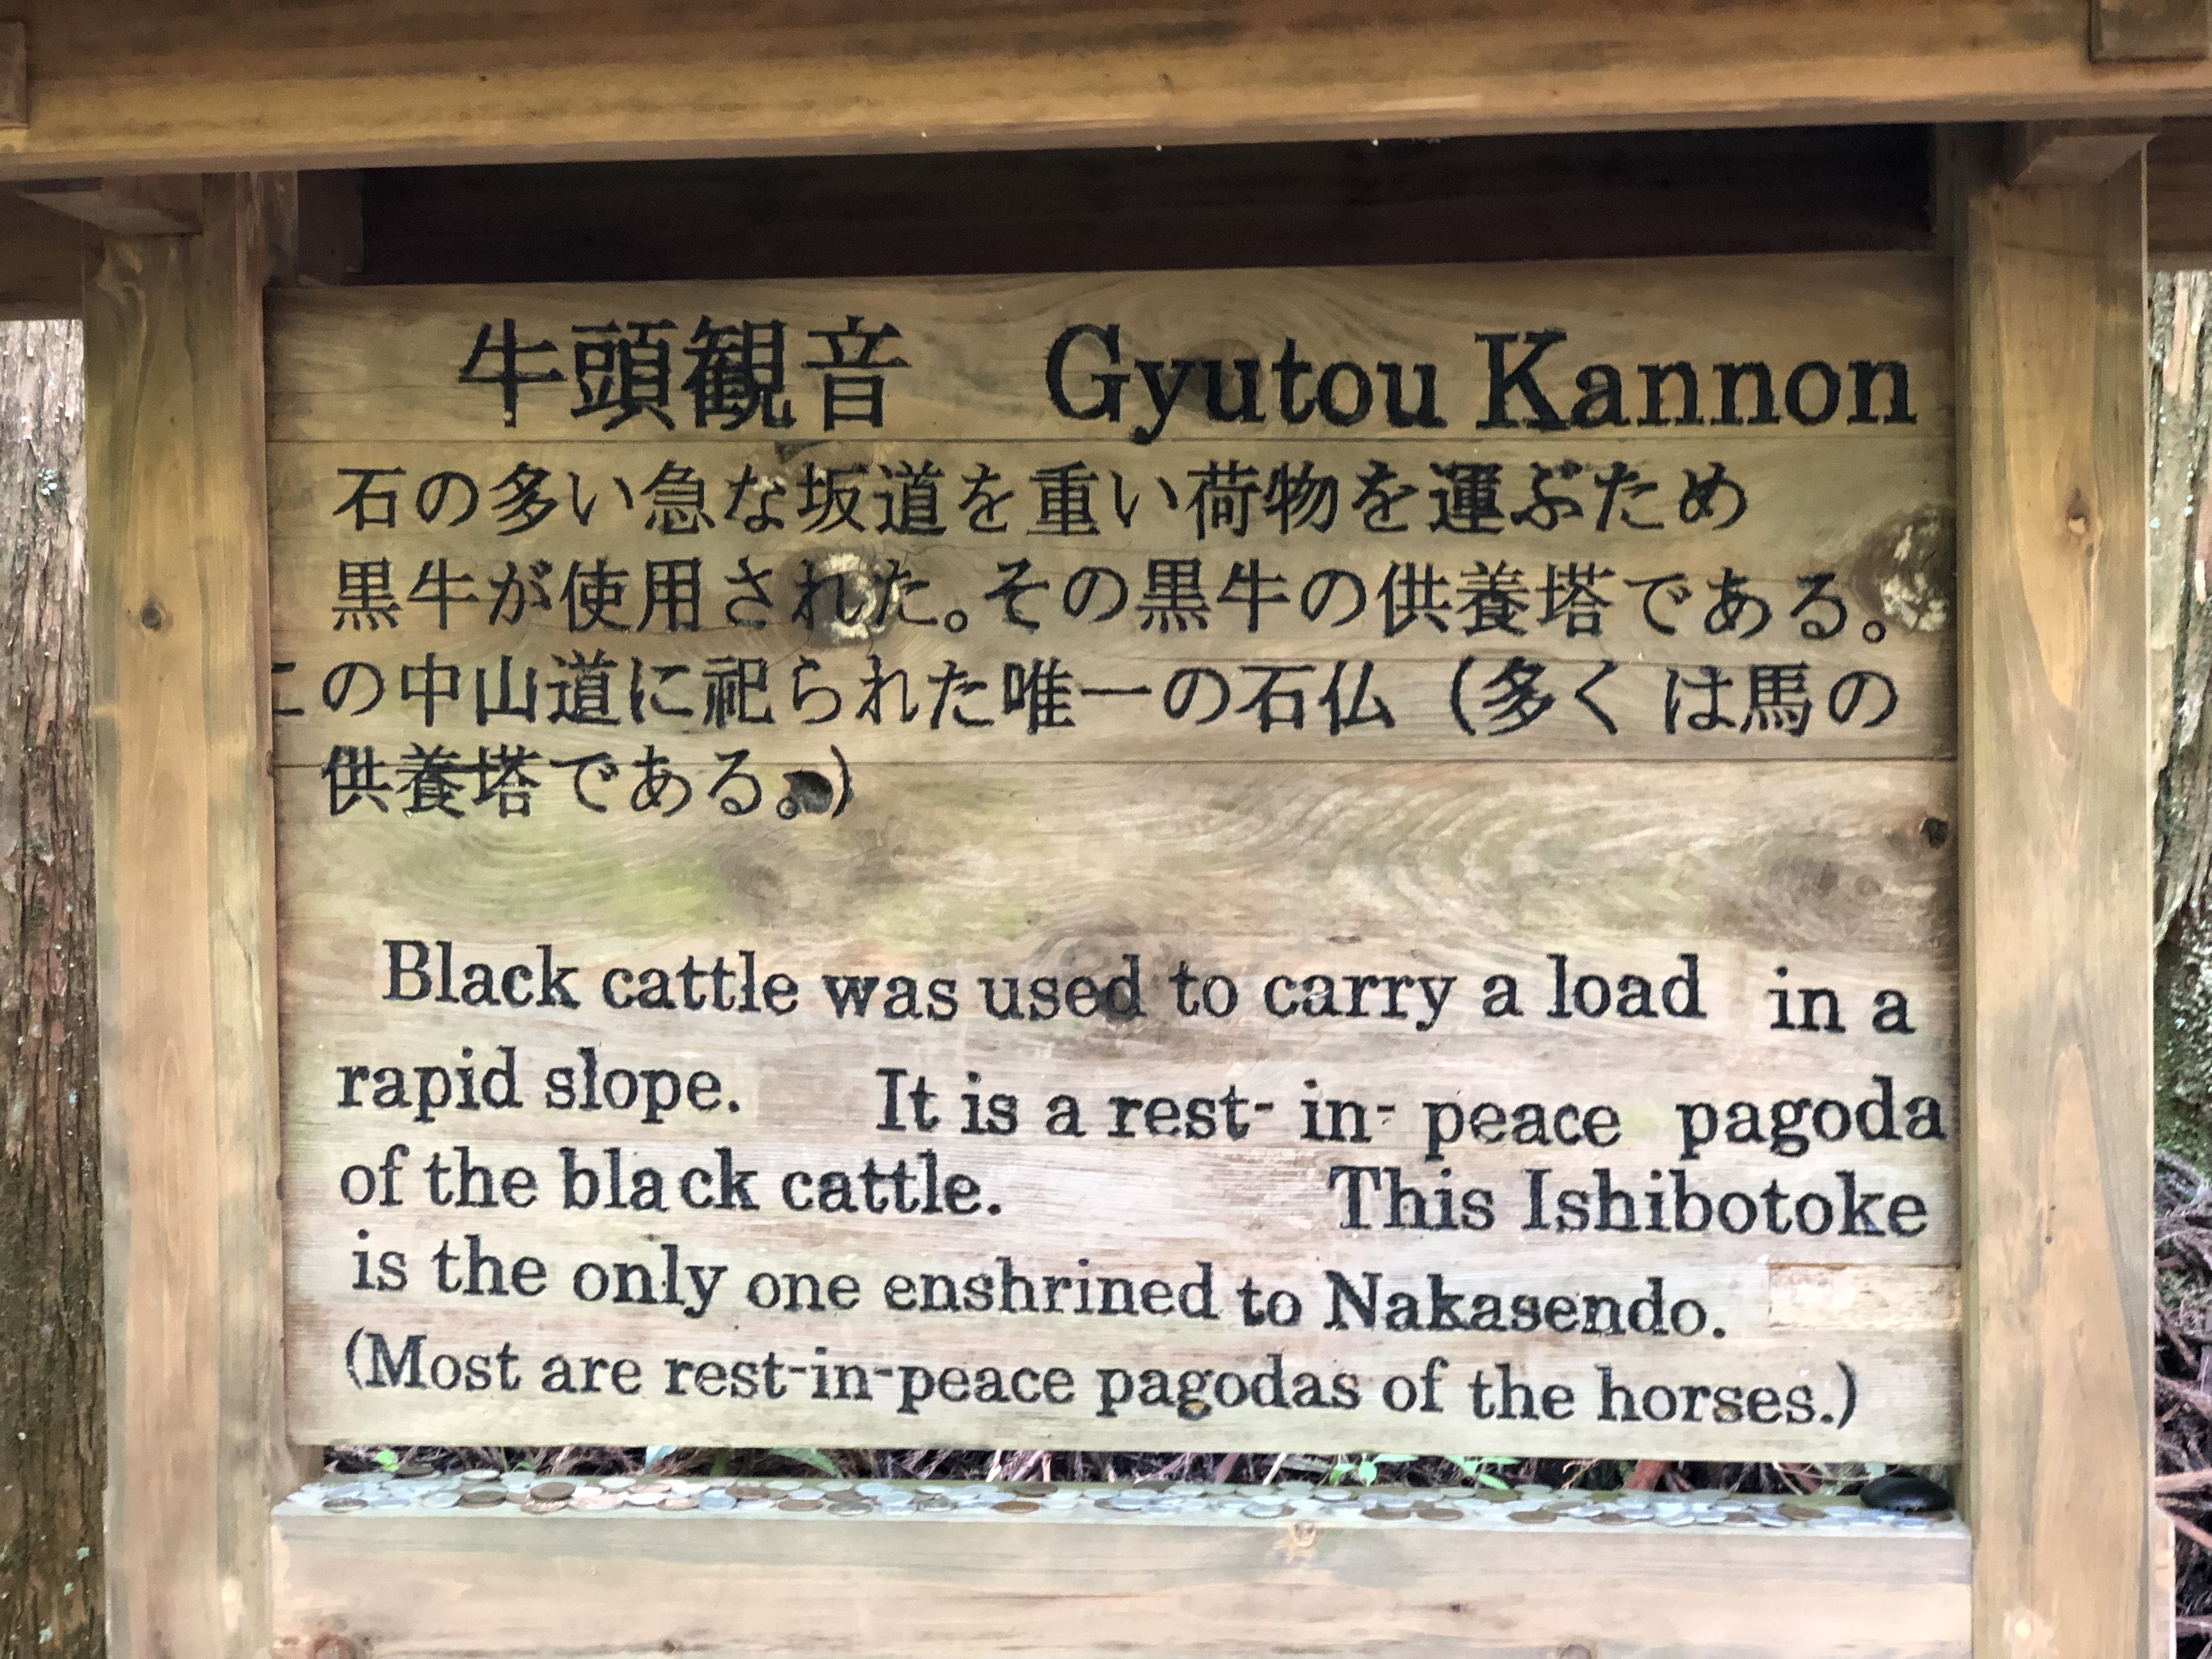 牛頭観音 Gyutou Kannon
石の多い急な坂道を重い荷物を運ぶため
黒牛が使用された。その黒牛の供養塔である。
この中山道に祀られた唯一の石仏（多くは馬の
供養塔である。）
Black cattle was used to carry a load in a
rapid slope. It is a rest-in-peace pagoda
of the black cattle. This Ishibotoke
is the only one enshrined to Nakasendo.
(Most are rest-in-peace pagodas of the horses.)